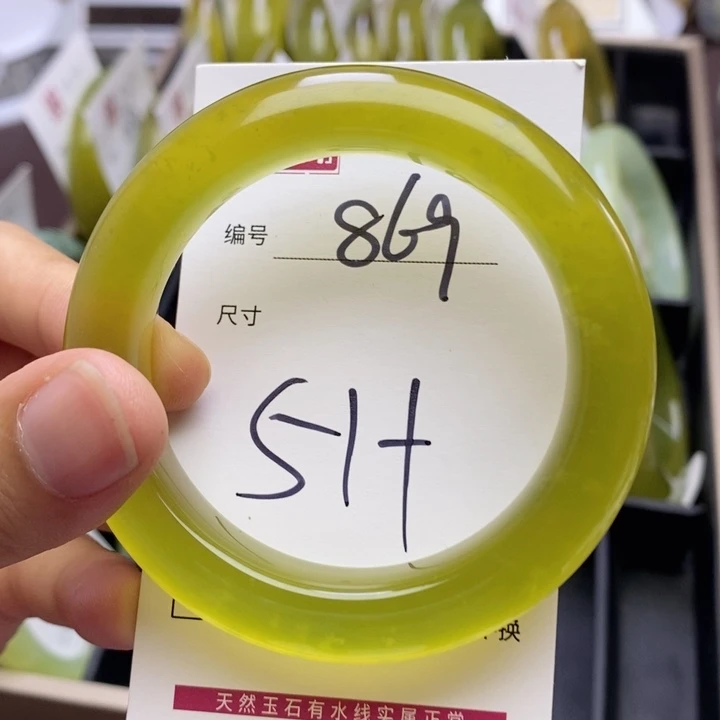 编号 869
尺寸
51+
换
天然玉石有水线实属正常